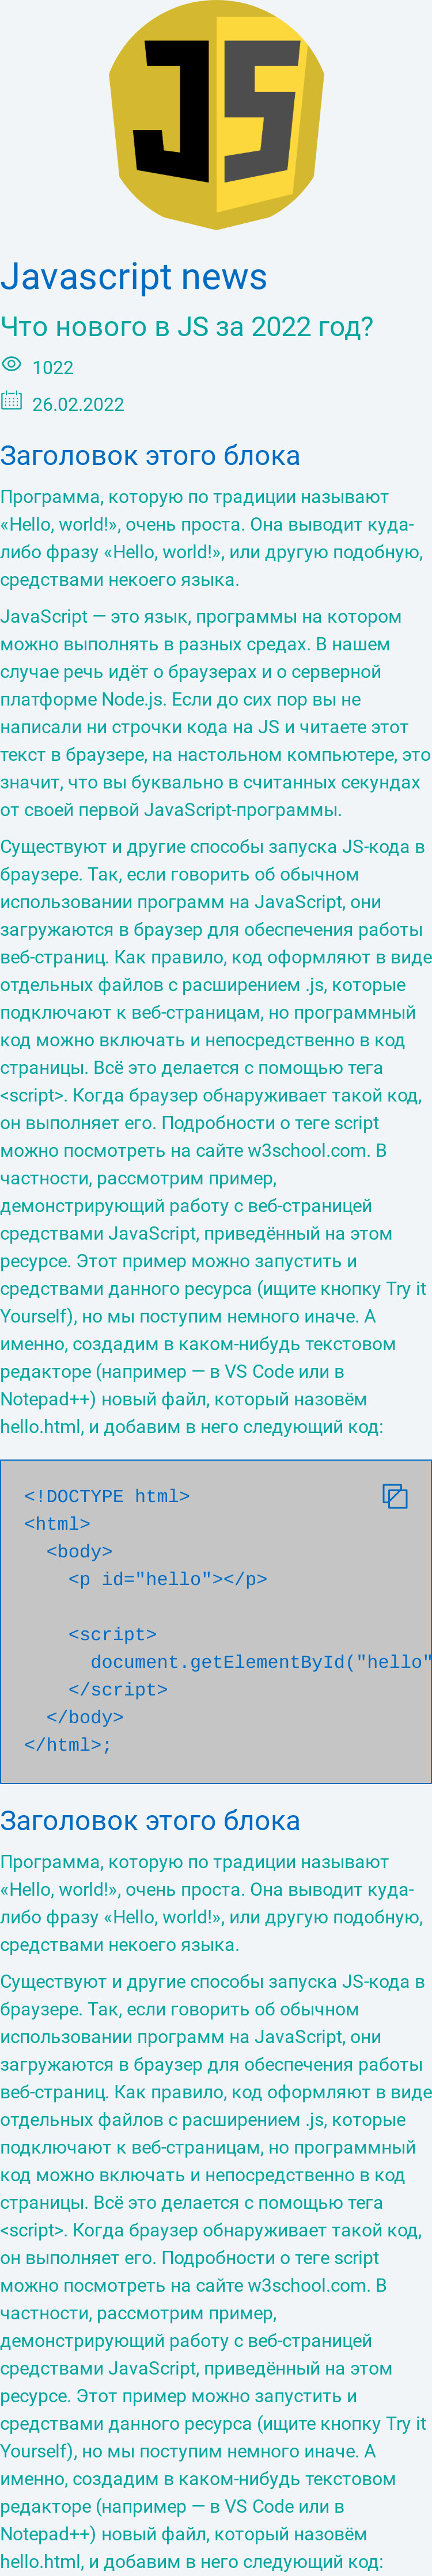 JS
Javascript news
Что нового в JS за 2022 год?
1022
26.02.2022
Заголовок этого блока
Программа, которую по традиции называют
«Hello, world!», очень проста. Она выводит куда-
либо фразу «Hello, world!», или другую подобную,
средствами некоего языка.
JavaScript — это язык, программы на котором
можно выполнять в разных средах. В нашем
случае речь идёт о браузерах и о серверной
платформе Node.js. Если до сих пор вы не
написали ни строчки кода на JS и читаете этот
текст в браузере, на настольном компьютере, это
значит, что вы буквально в считанных секундах
от своей первой JavaScript-программы.
Существуют и другие способы запуска JS-кода в
браузере. Так, если говорить об обычном
использовании программ на JavaScript, они
загружаются в браузер для обеспечения работы
веб-страниц. Как правило, код оформляют в виде
отдельных файлов с расширением .js, которые
подключают к веб-страницам, но программный
код можно включать и непосредственно в код
страницы. Всё это делается с помощью тега
<script>. Когда браузер обнаруживает такой код,
он выполняет его. Подробности о теге script
можно посмотреть на сайте w3school.com. В
частности, рассмотрим пример,
демонстрирующий работу с веб-страницей
средствами JavaScript, приведённый на этом
ресурсе. Этот пример можно запустить и
средствами данного ресурса (ищите кнопку Try it
Yourself), но мы поступим немного иначе. А
именно, создадим в каком-нибудь текстовом
редакторе (например — в VS Code или в
Notepad++) новый файл, который назовём
hello.html, и добавим в него следующий код:
<!DOCTYPE html>
<html>
  <body>
    <p id="hello"></p>

    <script>
      document.getElementById("hello"
    </script>
  </body>
</html>;
Заголовок этого блока
Программа, которую по традиции называют
«Hello, world!», очень проста. Она выводит куда-
либо фразу «Hello, world!», или другую подобную,
средствами некоего языка.
Существуют и другие способы запуска JS-кода в
браузере. Так, если говорить об обычном
использовании программ на JavaScript, они
загружаются в браузер для обеспечения работы
веб-страниц. Как правило, код оформляют в виде
отдельных файлов с расширением .js, которые
подключают к веб-страницам, но программный
код можно включать и непосредственно в код
страницы. Всё это делается с помощью тега
<script>. Когда браузер обнаруживает такой код,
он выполняет его. Подробности о теге script
можно посмотреть на сайте w3school.com. В
частности, рассмотрим пример,
демонстрирующий работу с веб-страницей
средствами JavaScript, приведённый на этом
ресурсе. Этот пример можно запустить и
средствами данного ресурса (ищите кнопку Try it
Yourself), но мы поступим немного иначе. А
именно, создадим в каком-нибудь текстовом
редакторе (например — в VS Code или в
Notepad++) новый файл, который назовём
hello.html, и добавим в него следующий код: